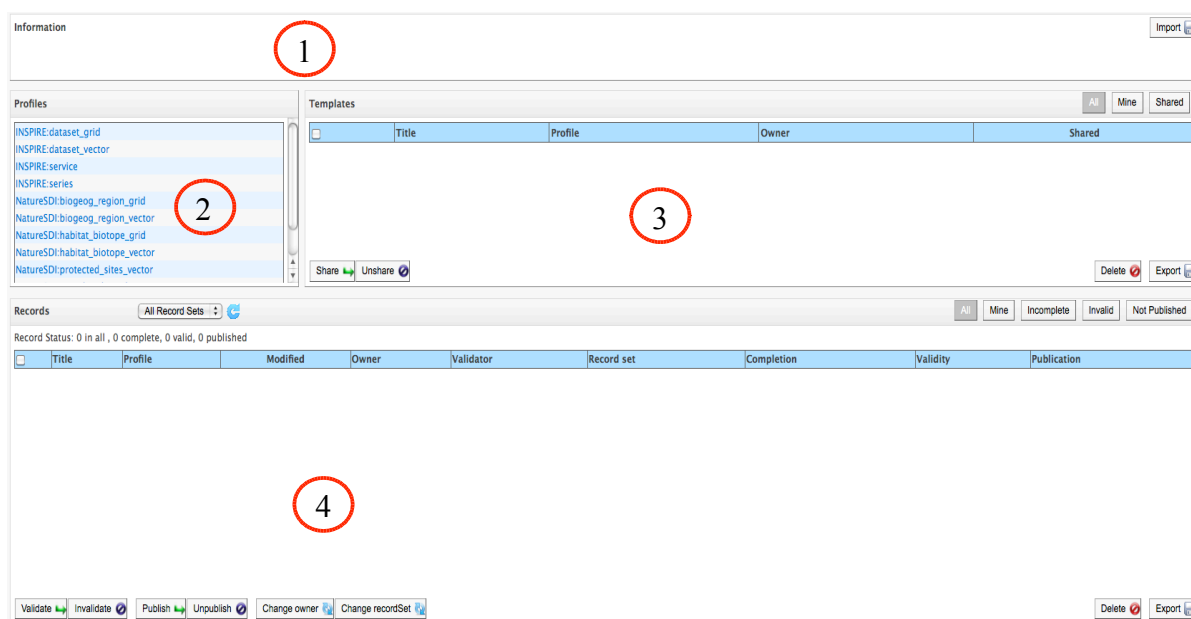 Information
Import
1
Profiles
INSPIRE:dataset_grid
INSPIRE:dataset_vector
INSPIRE:service
INSPIRE:series
NatureSDI:biogeog_region_grid
NatureSDI:biogeog_region_vector
NatureSDI:habitat_biotope_grid
NatureSDI:habitat_biotope_vector
NatureSDI:protected_sites_vector
2
Templates All Mine Shared
Title Profile Owner Shared
3
Share Unshare Delete Export
Records All Record Sets All Mine Incomplete Invalid Not Published
Record Status: 0 in all , 0 complete, 0 valid, 0 published
Title Profile Modified Owner Validator Record set Completion Validity Publication
4
Validate Invalidate Publish Unpublish Change owner Change recordSet Delete Export